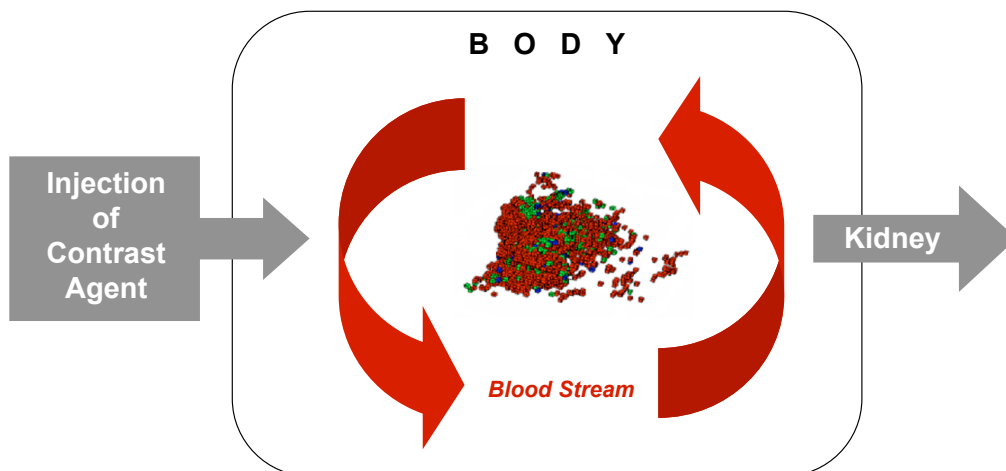 B O D Y
Injection
of
Contrast
Agent
Kidney
Blood Stream